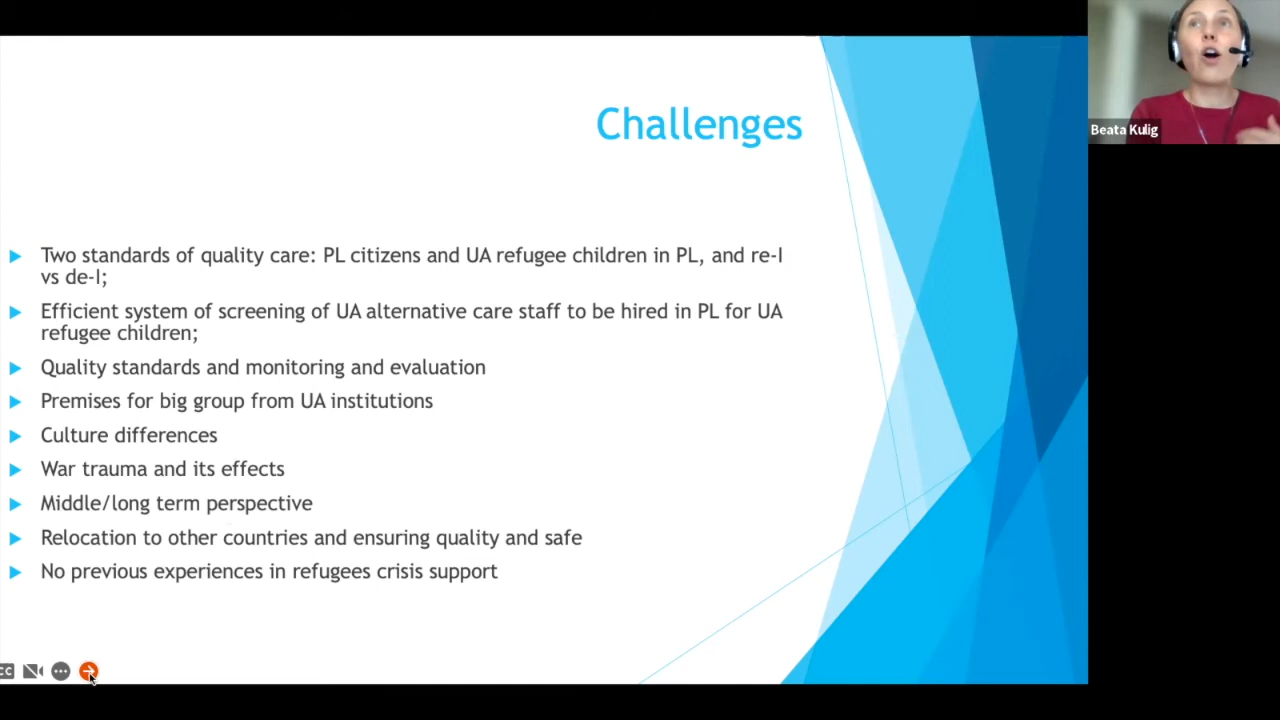 Challenges
Two standards of quality care: PL citizens and UA refugee children in PL, and re-I
vs de-I;
Efficient system of screening of UA alternative care staff to be hired in PL for UA
refugee children;
Quality standards and monitoring and evaluation
Premises for big group from UA institutions
Culture differences
War trauma and its effects
Middle/long term perspective
Relocation to other countries and ensuring quality and safe
No previous experiences in refugees crisis support
Beata Kulig
CC